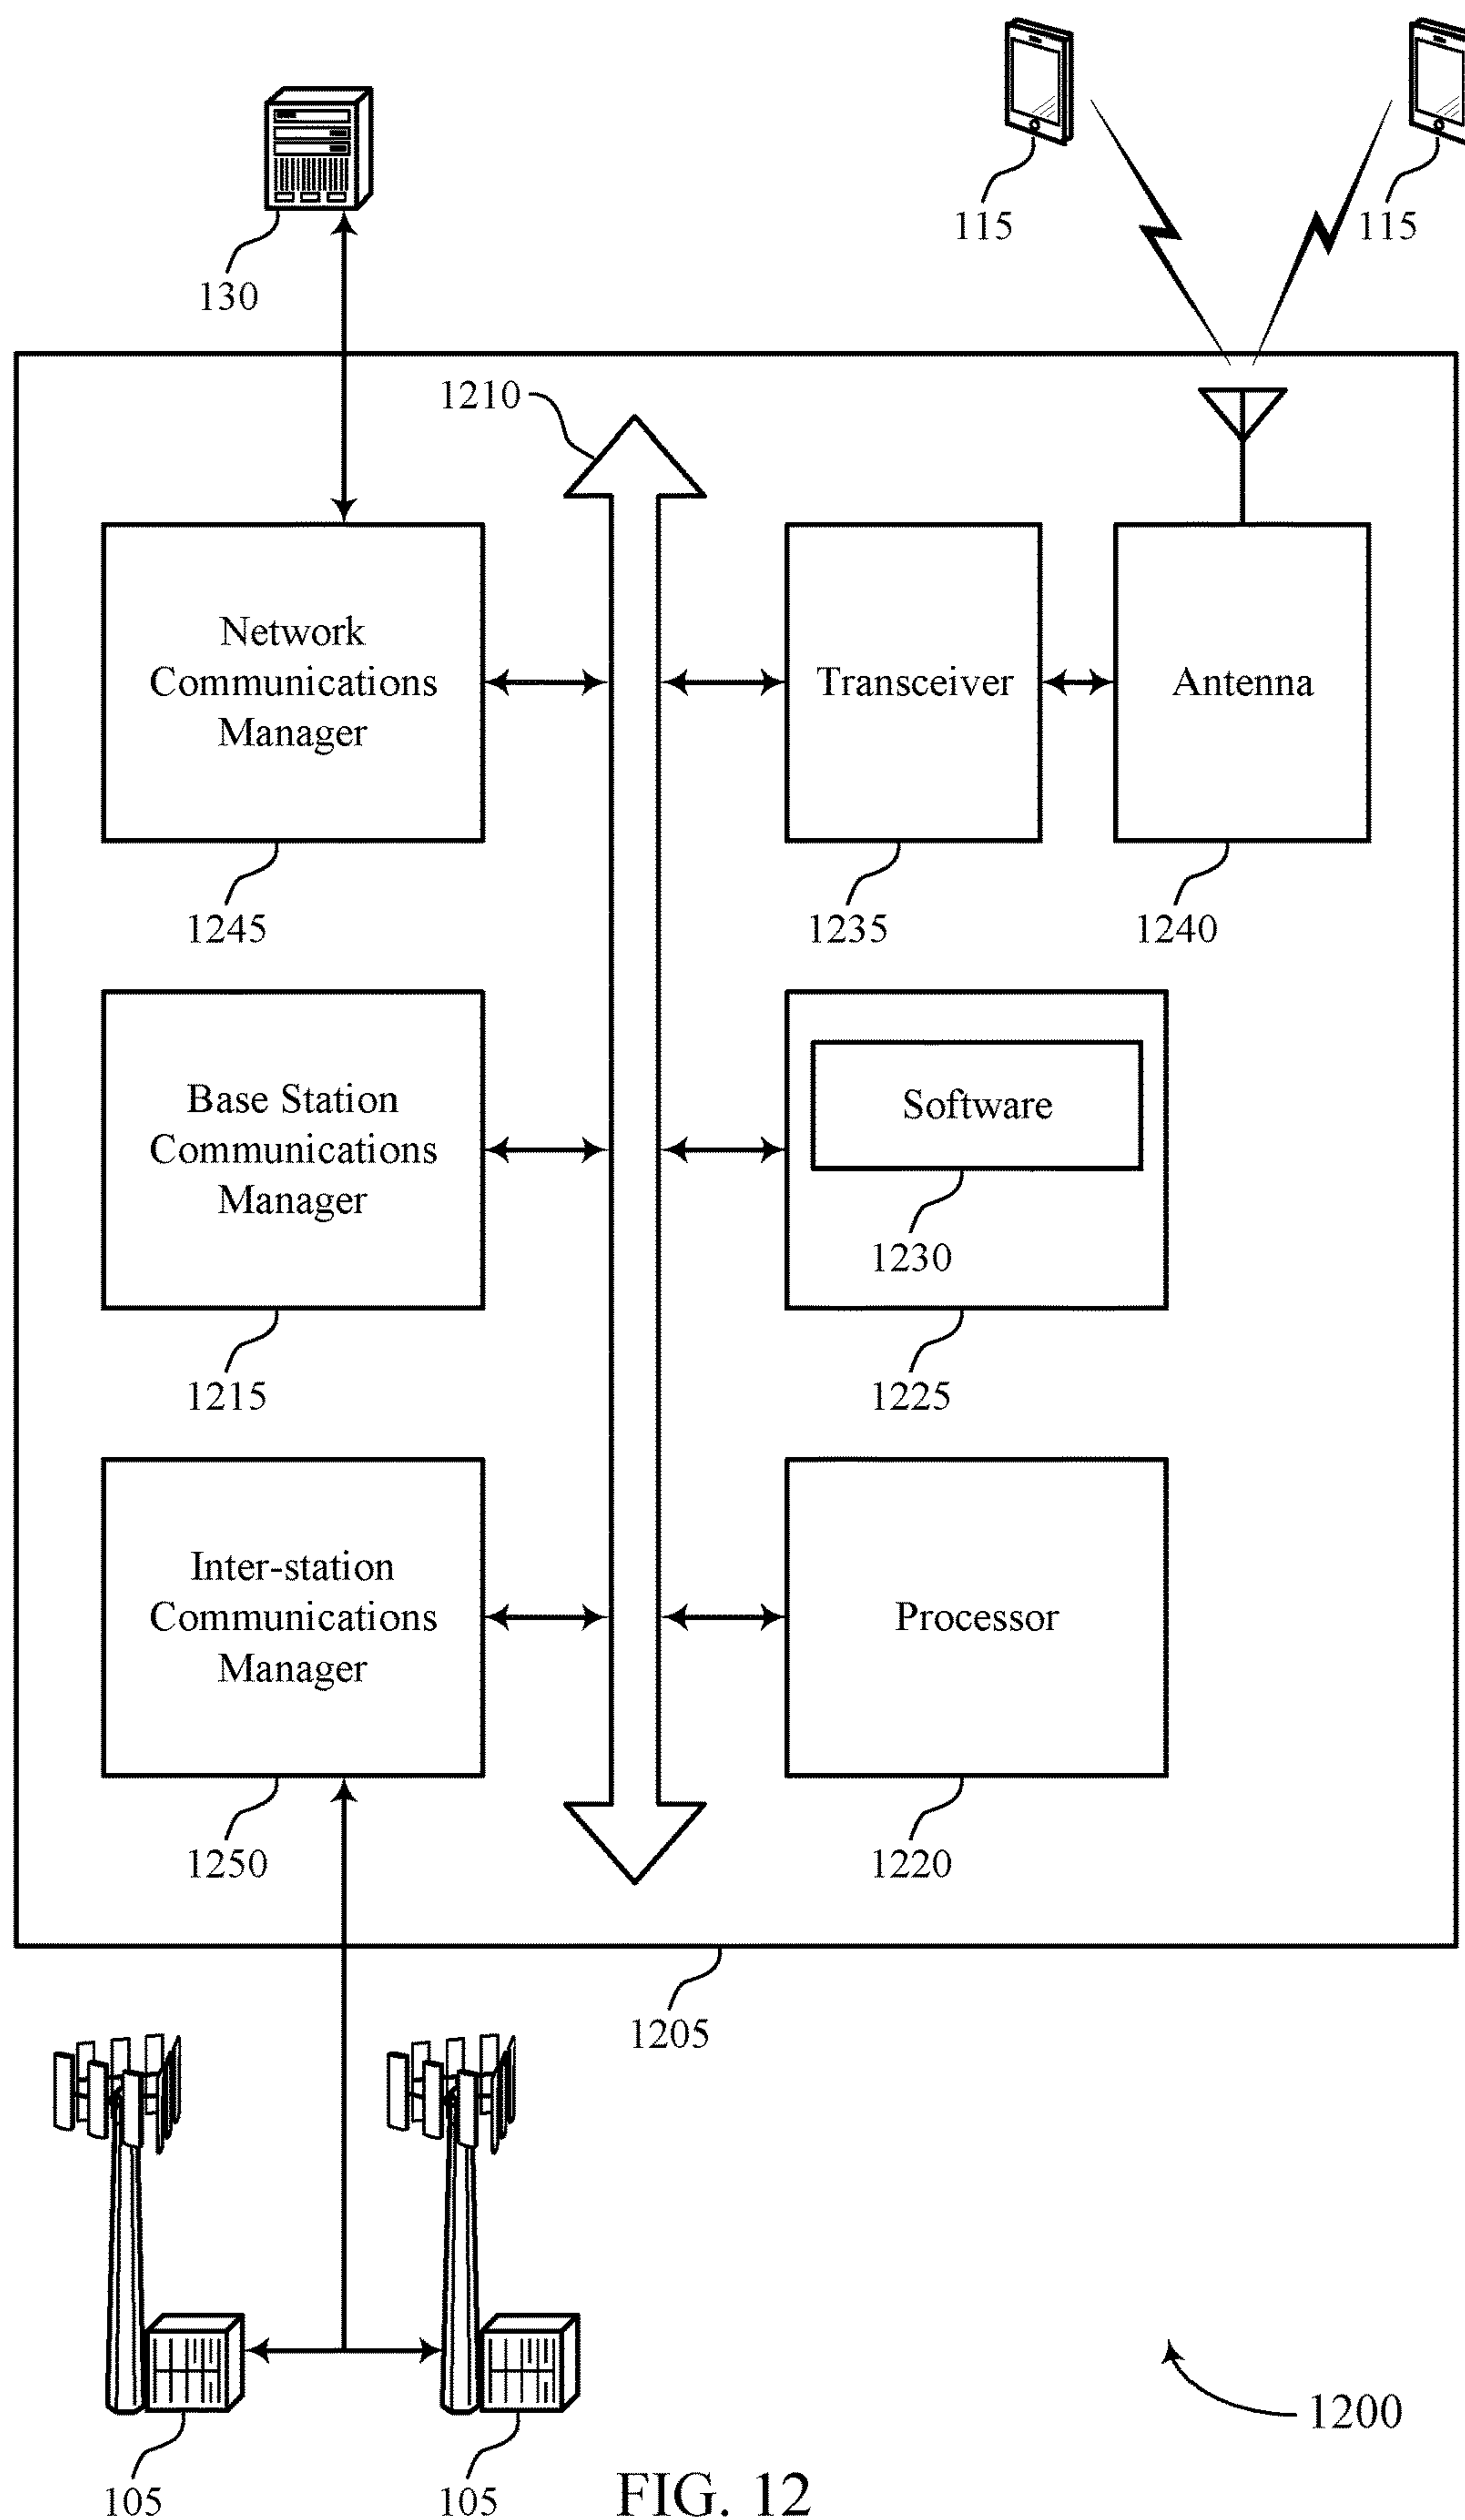 130
115
115
1210
Network
Communications
Manager
Transceiver
Antenna
1245
1235
1240
Base Station
Communications
Manager
Software
1230
1215
1225
Inter-station
Communications
Manager
Processor
1250
1220
1205
1200
105
105
FIG. 12